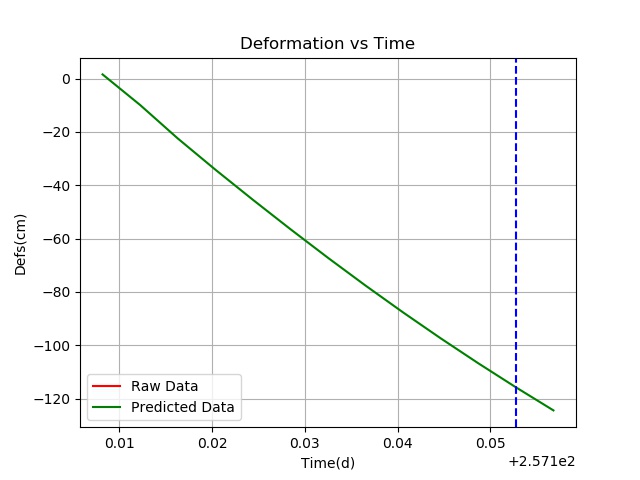 Deformation vs Time
Defs(cm)
0
−20
−40
−60
−80
−100
−120
Raw Data
Predicted Data
0.01 0.02 0.03 0.04 0.05
Time(d)
+2.571e2